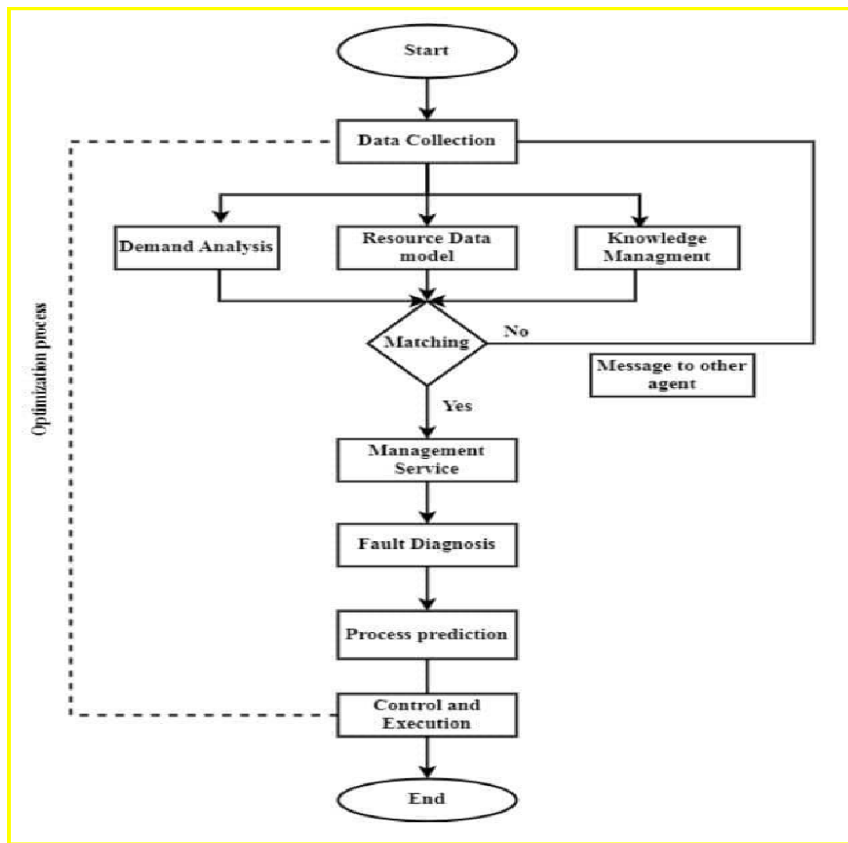 Start
Data Collection
Demand Analysis
Resource Data
model
Knowledge
Managment
Matching
No
Message to other
agent
Yes
Management
Service
Fault Diagnosis
Process prediction
Control and
Execution
End
Optimization process